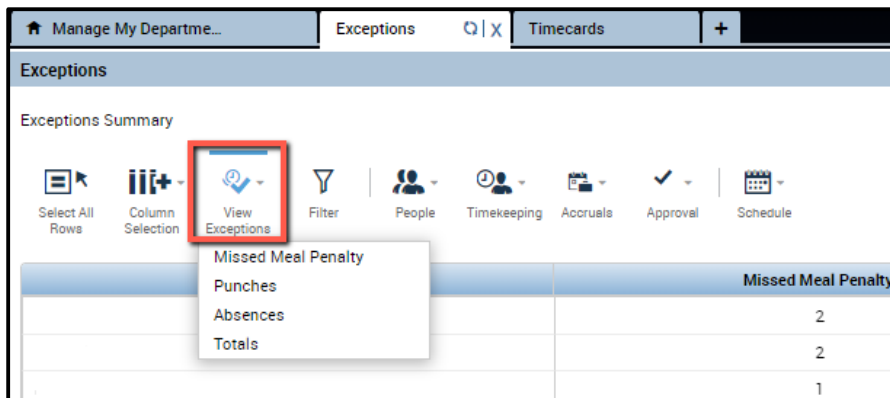 Manage My Departme... Exceptions X Timecards +
Exceptions
Exceptions Summary
Select All Rows
Column Selection
View Exceptions
Filter
People
Timekeeping
Accruals
Approval
Schedule
Missed Meal Penalty
Punches
Absences
Totals
Missed Meal Penalty
2
2
1